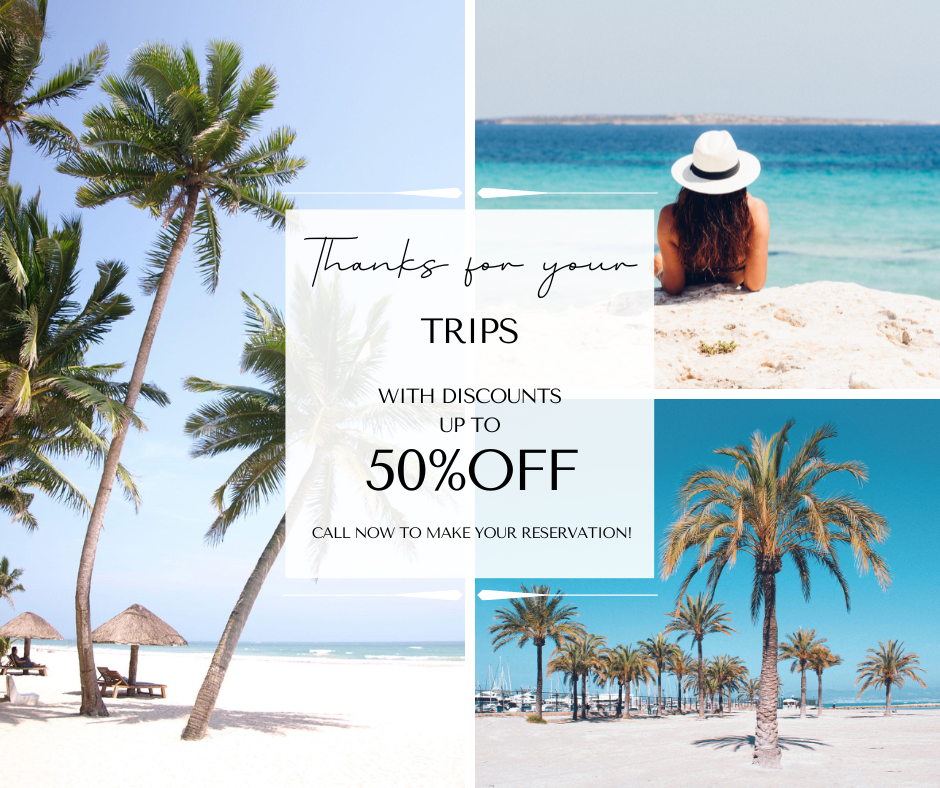 Thanks for your
TRIPS
WITH DISCOUNTS
UP TO
50%OFF
CALL NOW TO MAKE YOUR RESERVATION!